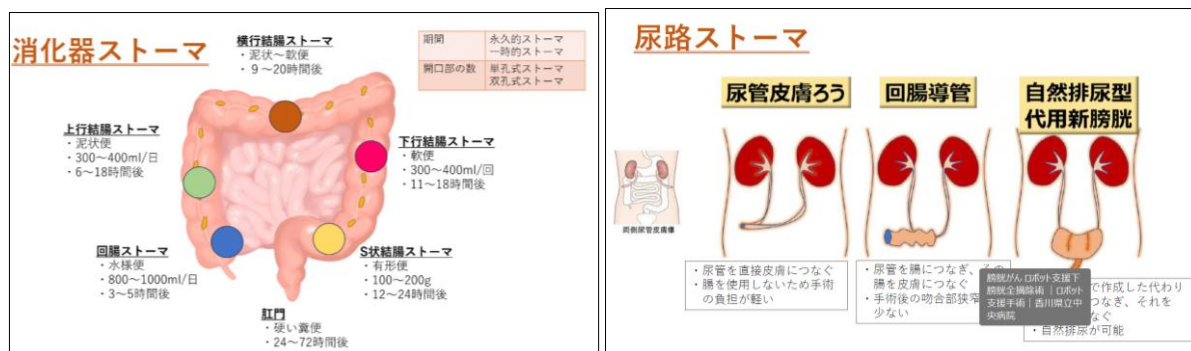 消化器ストーマ
横行結腸ストーマ
・泥状～軟便
・9～20時間後
期間
永久的ストーマ
一時的ストーマ
開口部の数
単孔式ストーマ
双孔式ストーマ
上行結腸ストーマ
・泥状便
・300～400ml/日
・6～18時間後
下行結腸ストーマ
・軟便
・300～400ml/回
・11～18時間後
回腸ストーマ
・水様便
・800～1000ml/日
・3～5時間後
S状結腸ストーマ
・有形便
・100～200g
・12～24時間後
肛門
・硬い糞便
・24～72時間後
尿路ストーマ
尿管皮膚ろう
回腸導管
自然排尿型
代用新膀胱
両側尿管皮膚瘻
・尿管を直接皮膚につなぐ
・腸を使用しないため手術
の負担が軽い
・尿管を腸につなぎ、その
腸を皮膚につなぐ
・手術後の吻合部狭窄
少ない
膀胱がん ロボット支援下
膀胱全摘除術 | ロボット
支援手術 | 香川県立中
央病院
で作成した代わり
つなぎ、それを
なぐ
・自然排尿が可能